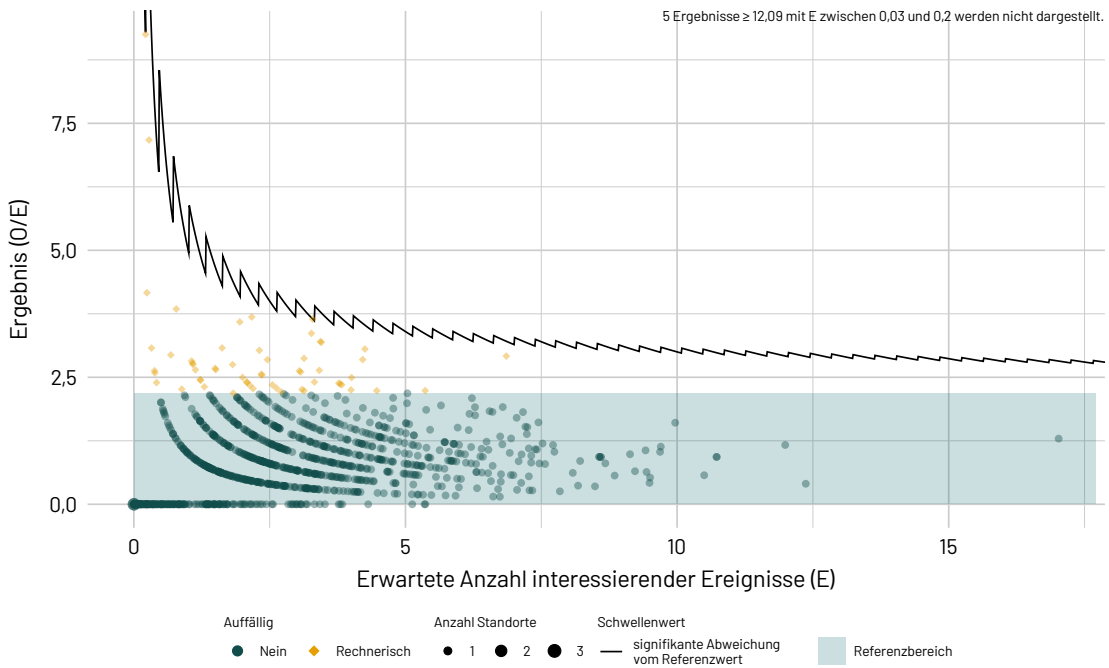 5 Ergebnisse ≥ 12,09 mit E zwischen 0,03 und 0,2 werden nicht dargestellt.
Ergebnis (O/E)
7,5
5,0
2,5
0,0
0
5
10
15
Erwartete Anzahl interessierender Ereignisse (E)
Auffällig
Nein
Rechnerisch
Anzahl Standorte
1
2
3
Schwellenwert
signifikante Abweichung
vom Referenzwert
Referenzbereich